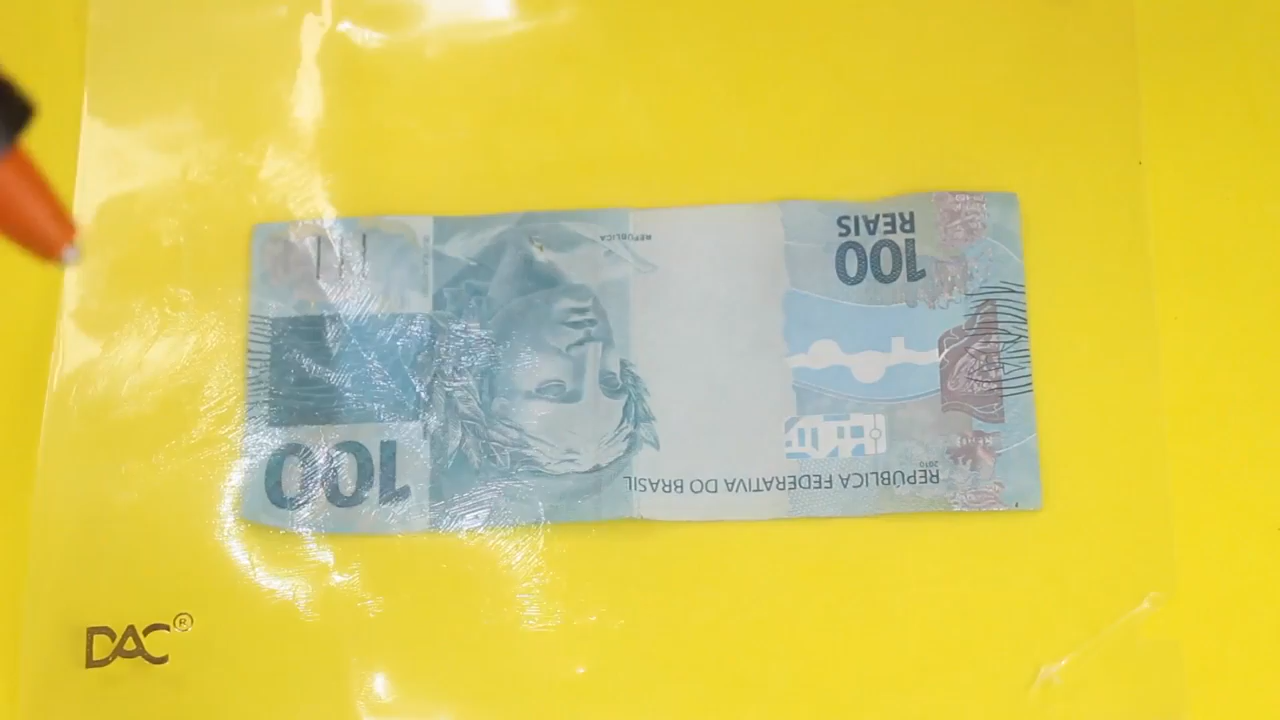 REPÚBLICA FEDERATIVA DO BRASIL
2010
100
100
REAIS
REPÚBLICA
DAC®